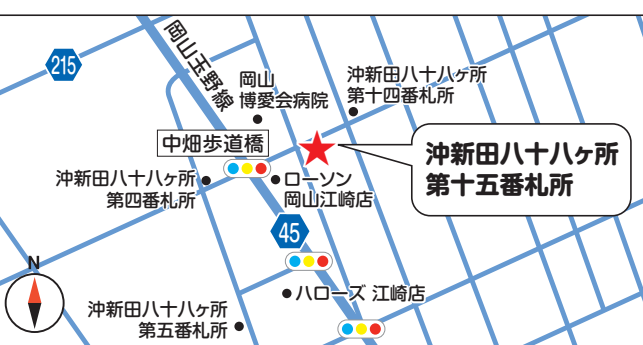 215
岡山玉野線
岡山
博愛会病院
沖新田八十八ヶ所
第十四番札所
中畑歩道橋
沖新田八十八ヶ所
第十五番札所
沖新田八十八ヶ所
第四番札所
ローソン
岡山江崎店
45
N
ハローズ 江崎店
沖新田八十八ヶ所
第五番札所